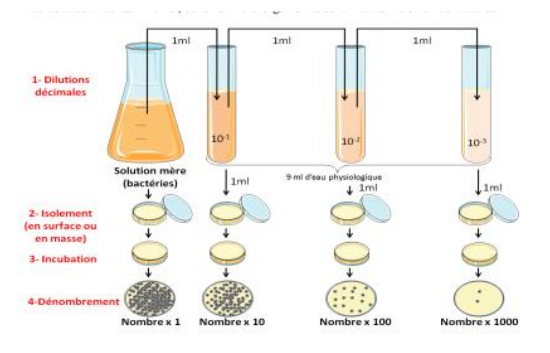 1ml
1ml
1ml
1- Dilutions
décimales
10-1
10-2
10-3
Solution mère
(bactéries)
9 ml d'eau physiologique
1ml
1ml
1ml
2- Isolement
(en surface ou
en masse)
3- Incubation
4-Dénombrement
Nombre x 1
Nombre x 10
Nombre x 100
Nombre x 1000